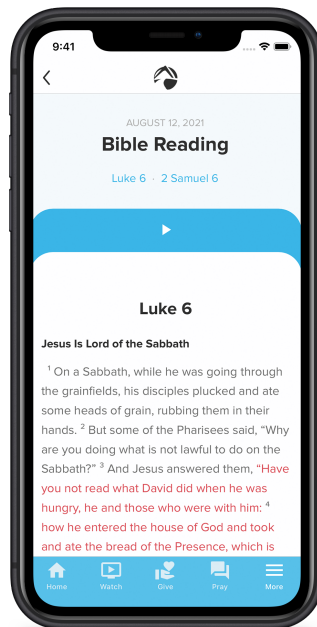 9:41
AUGUST 12, 2021
Bible Reading
Luke 6 · 2 Samuel 6
Luke 6
Jesus Is Lord of the Sabbath
1 On a Sabbath, while he was going through
the grainfields, his disciples plucked and ate
some heads of grain, rubbing them in their
hands. 2 But some of the Pharisees said, “Why
are you doing what is not lawful to do on the
Sabbath?” 3 And Jesus answered them, “Have
you not read what David did when he was
hungry, he and those who were with him: 4
how he entered the house of God and took
and ate the bread of the Presence, which is
Home Watch Give Pray More